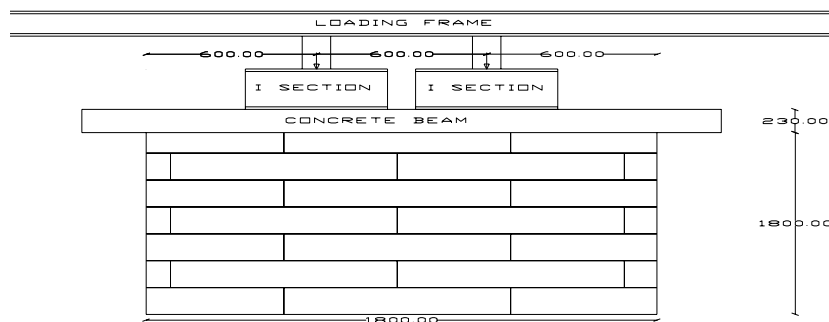 LOADING FRAME
600.00 600.00 600.00
I SECTION I SECTION
CONCRETE BEAM
230.00
1800.00
1800.00